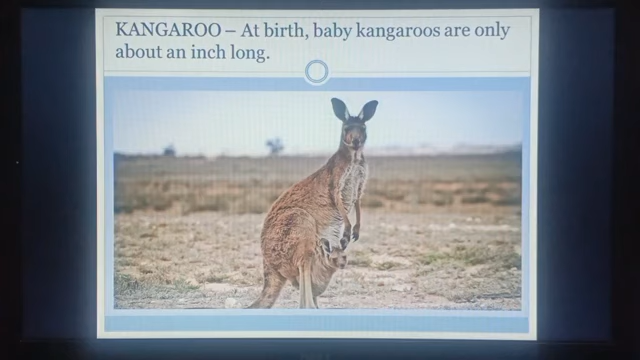 KANGAROO – At birth, baby kangaroos are only
about an inch long.